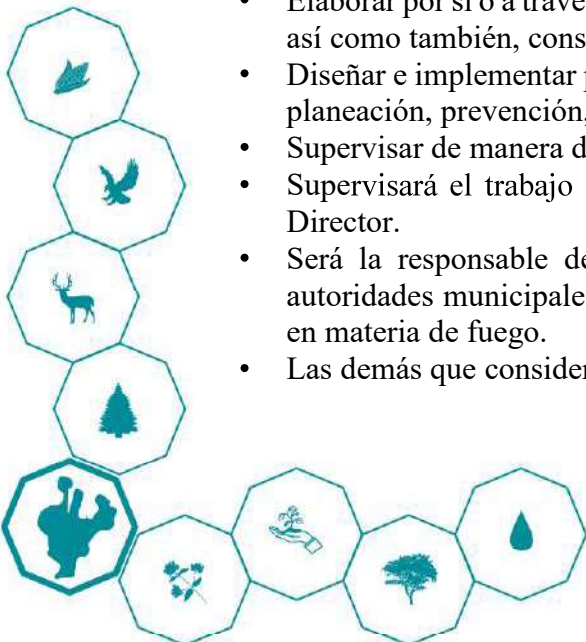 • Elaborar por sí o a través
así como también, cons
• Diseñar e implementar p
planeación, prevención,
• Supervisar de manera d
• Supervisará el trabajo
Director.
• Será la responsable de
autoridades municipale
en materia de fuego.
• Las demás que consider